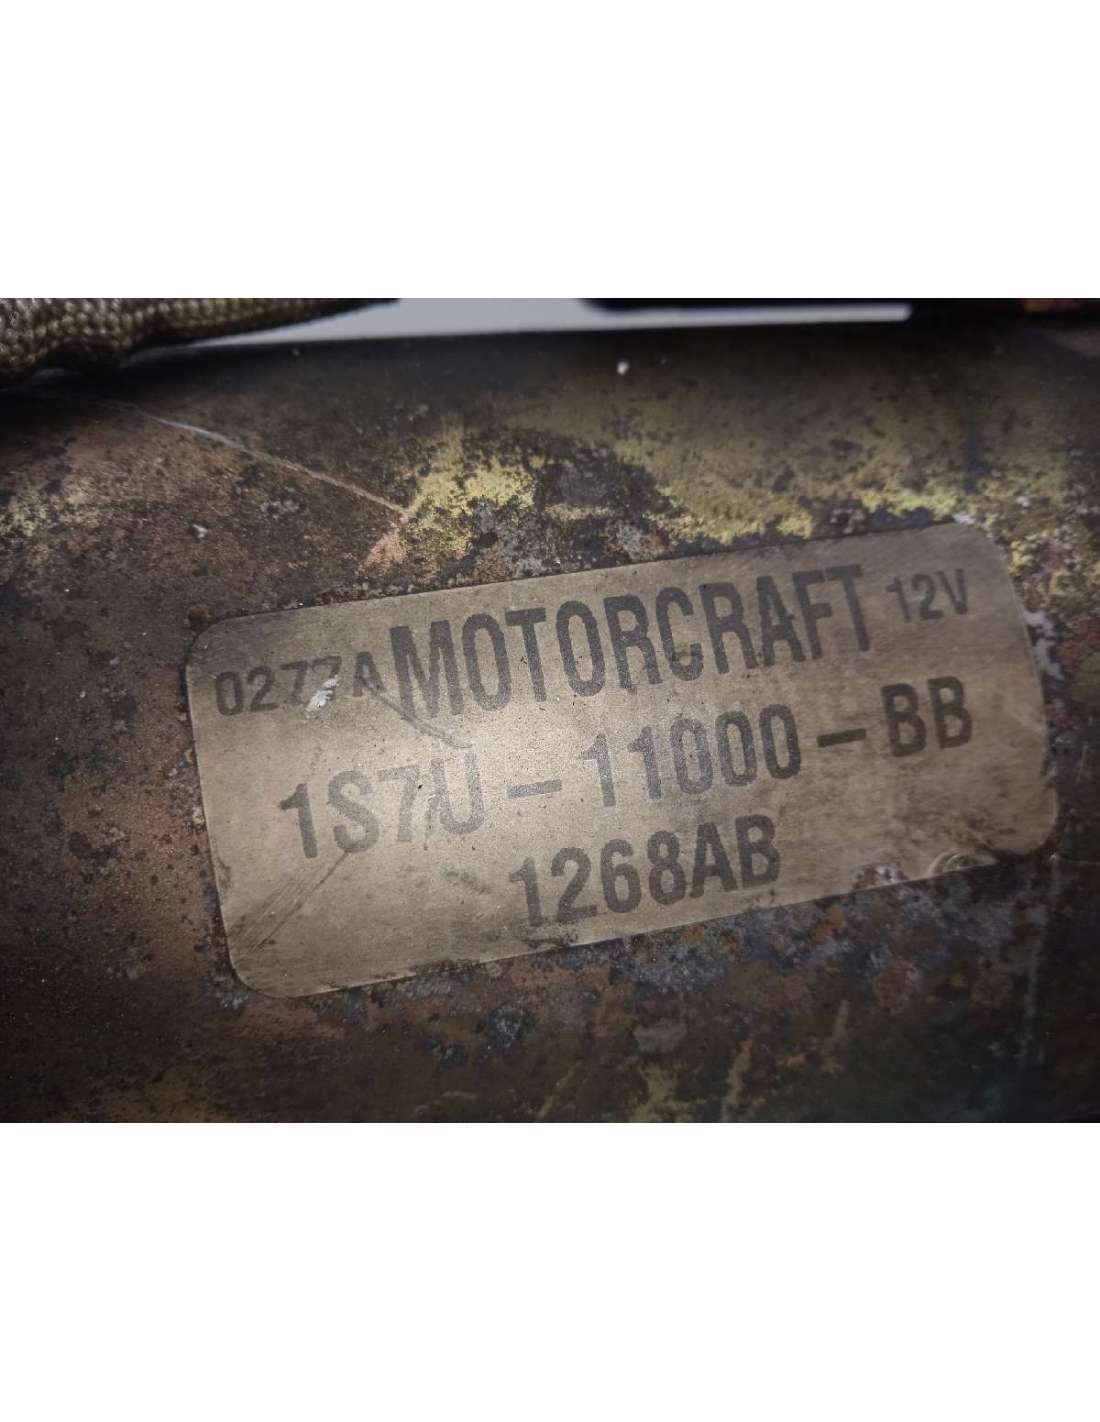 0277A MOTORCRAFT 12V
1S7U-11000-BB
1268AB